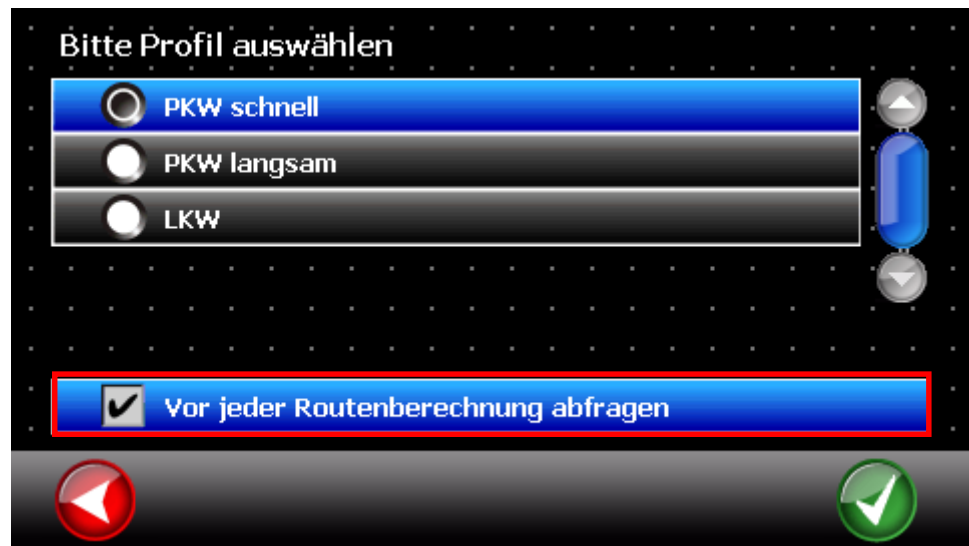 Bitte Profil auswählen
PKW schnell
PKW langsam
LKW
Vor jeder Routenberechnung abfragen